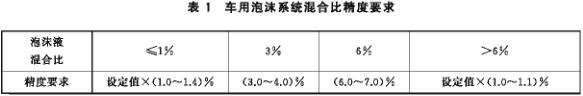 表 1 车用泡沫系统混合比精度要求
泡沫液
混合比 ≤1% 3% 6% >6%
精度要求 设定值×(1.0～1.4)% (3.0～4.0)% (6.0～7.0)% 设定值×(1.0～1.1)%